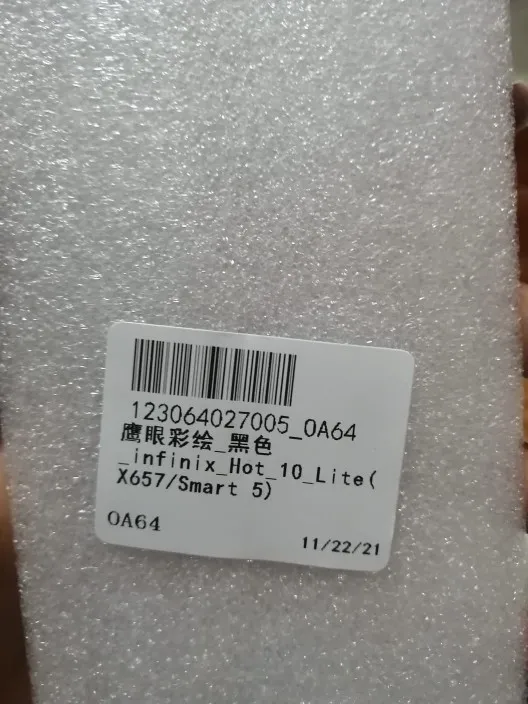 123064027005_0A64
鹰眼彩绘_黑色
_infinix_Hot_10_Lite(
X657/Smart 5)
0A64
11/22/21